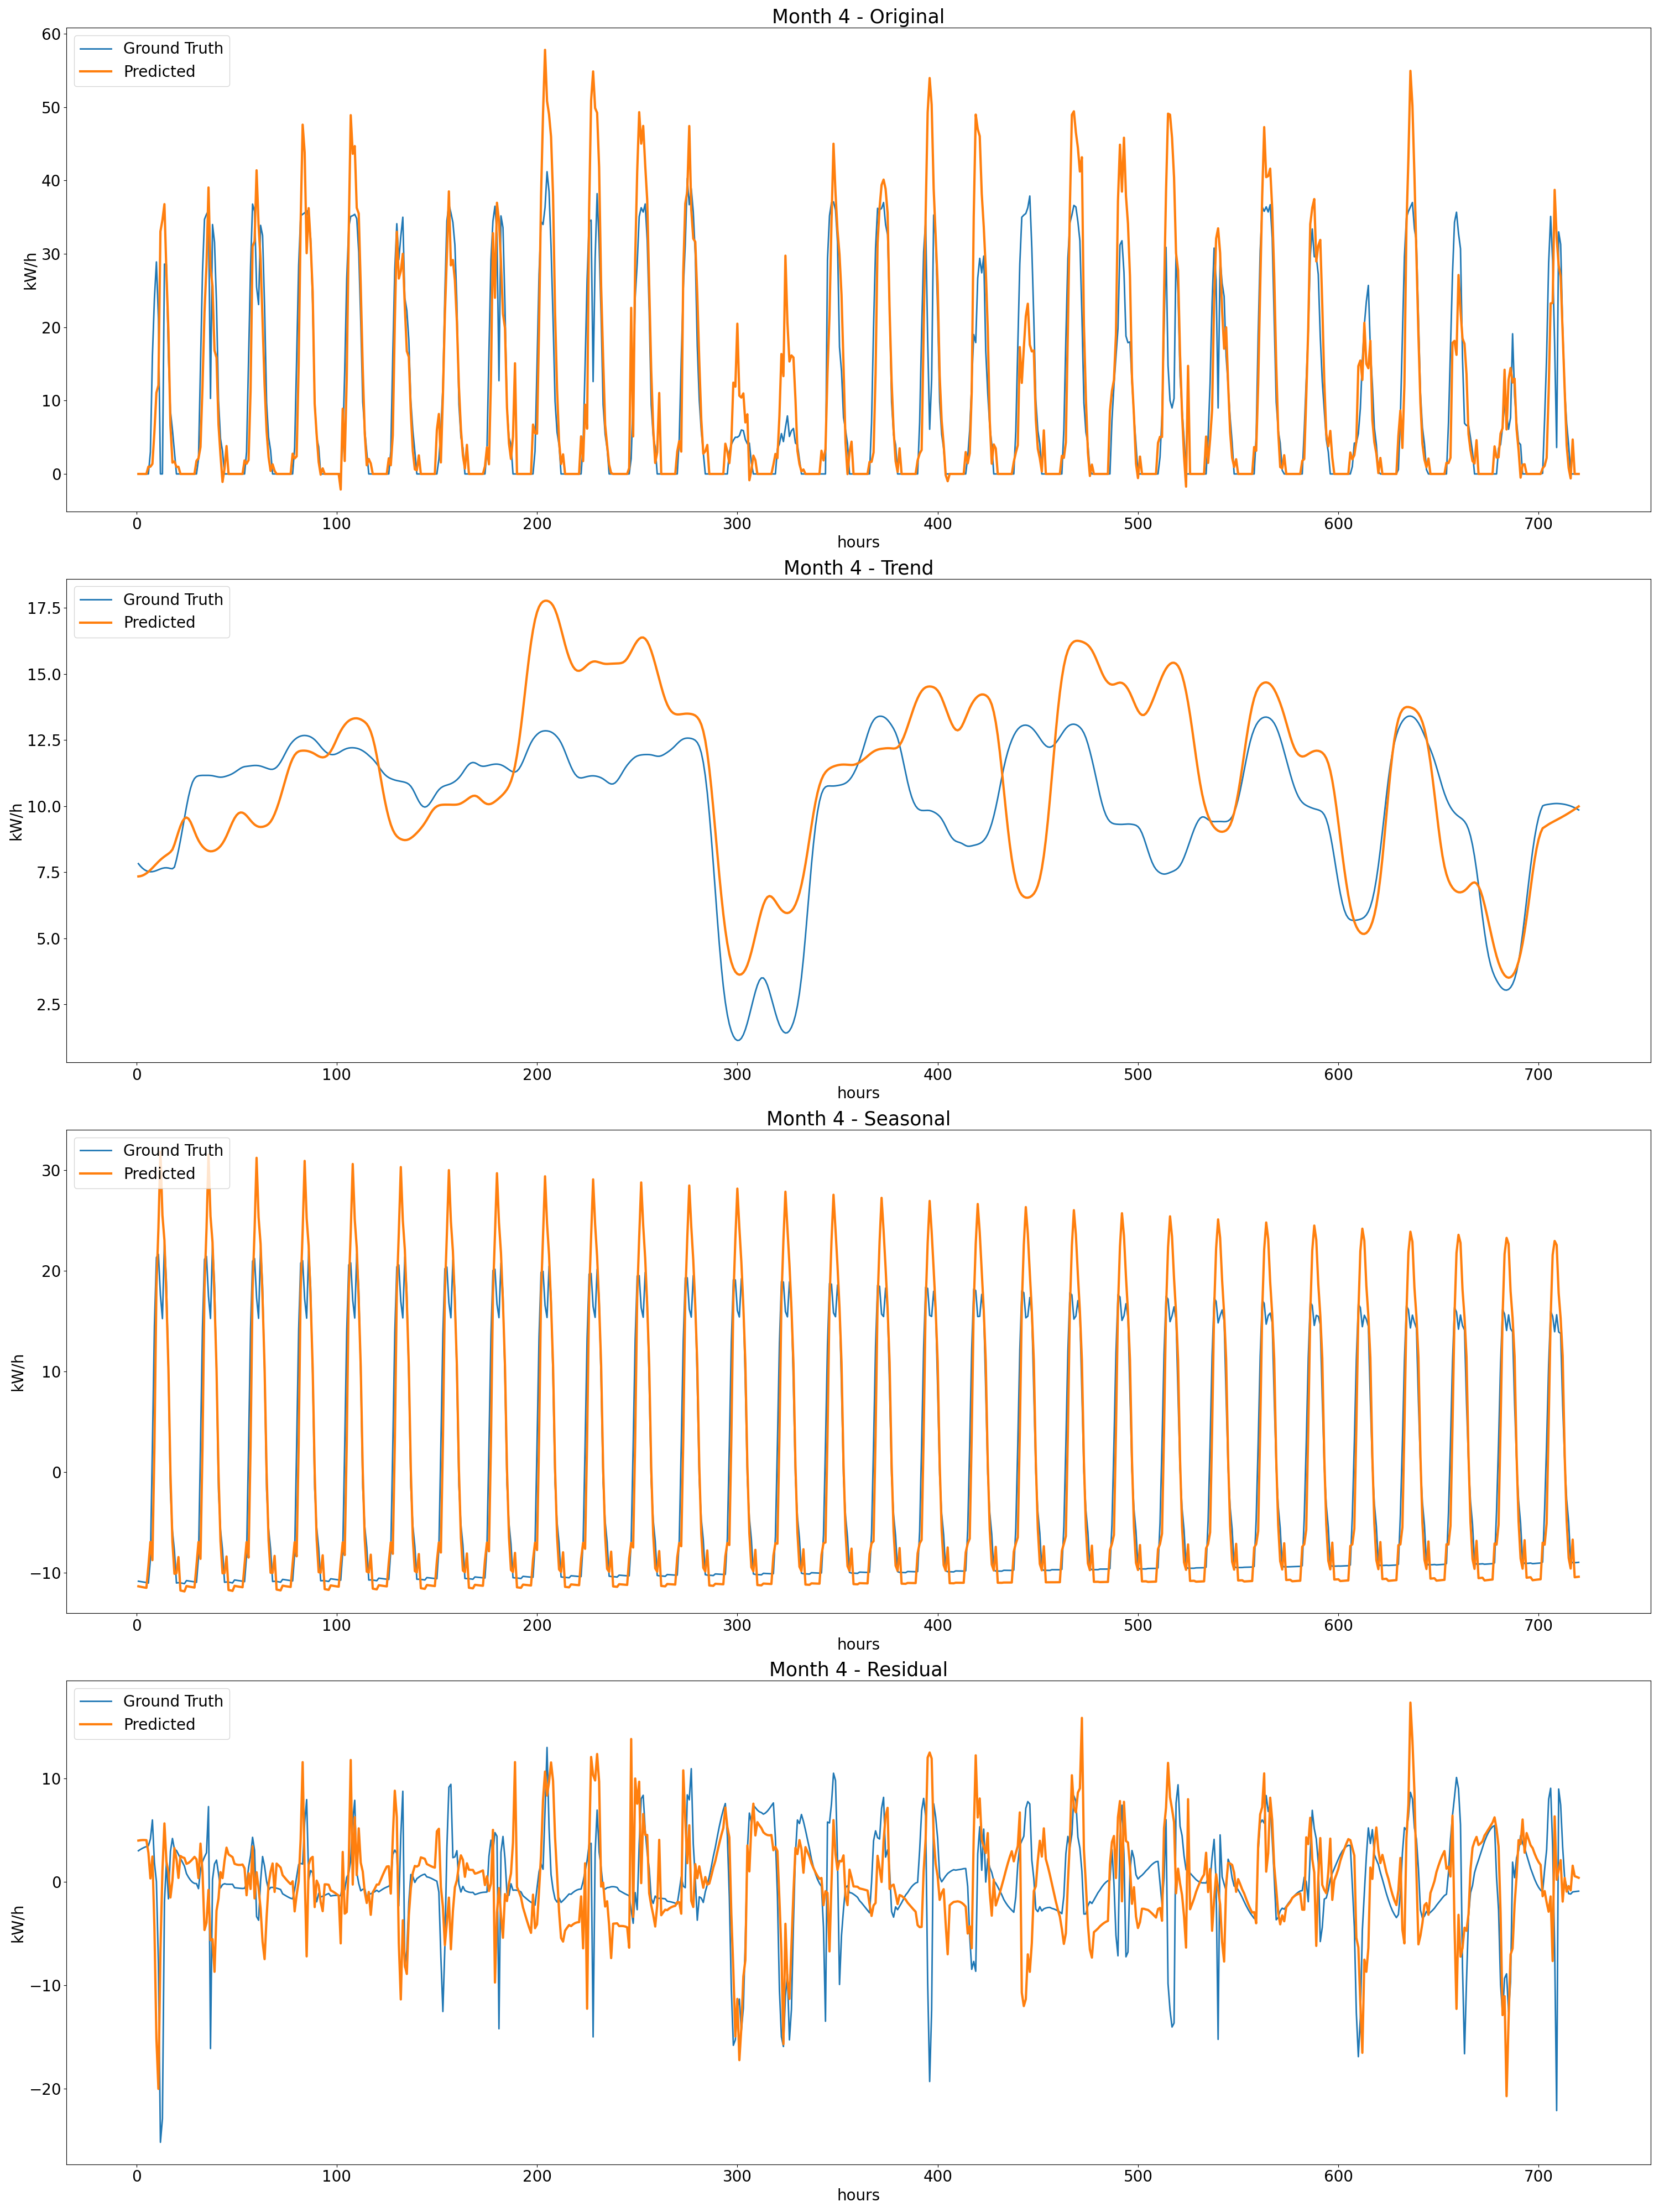 Month 4 - Original
Ground Truth
Predicted
60
50
40
30
20
10
0
kW/h
0 100 200 300 400 500 600 700
hours
Month 4 - Trend
Ground Truth
Predicted
17.5
15.0
12.5
10.0
7.5
5.0
2.5
kW/h
0 100 200 300 400 500 600 700
hours
Month 4 - Seasonal
Ground Truth
Predicted
30
20
10
0
−10
kW/h
0 100 200 300 400 500 600 700
hours
Month 4 - Residual
Ground Truth
Predicted
10
0
−10
−20
kW/h
0 100 200 300 400 500 600 700
hours